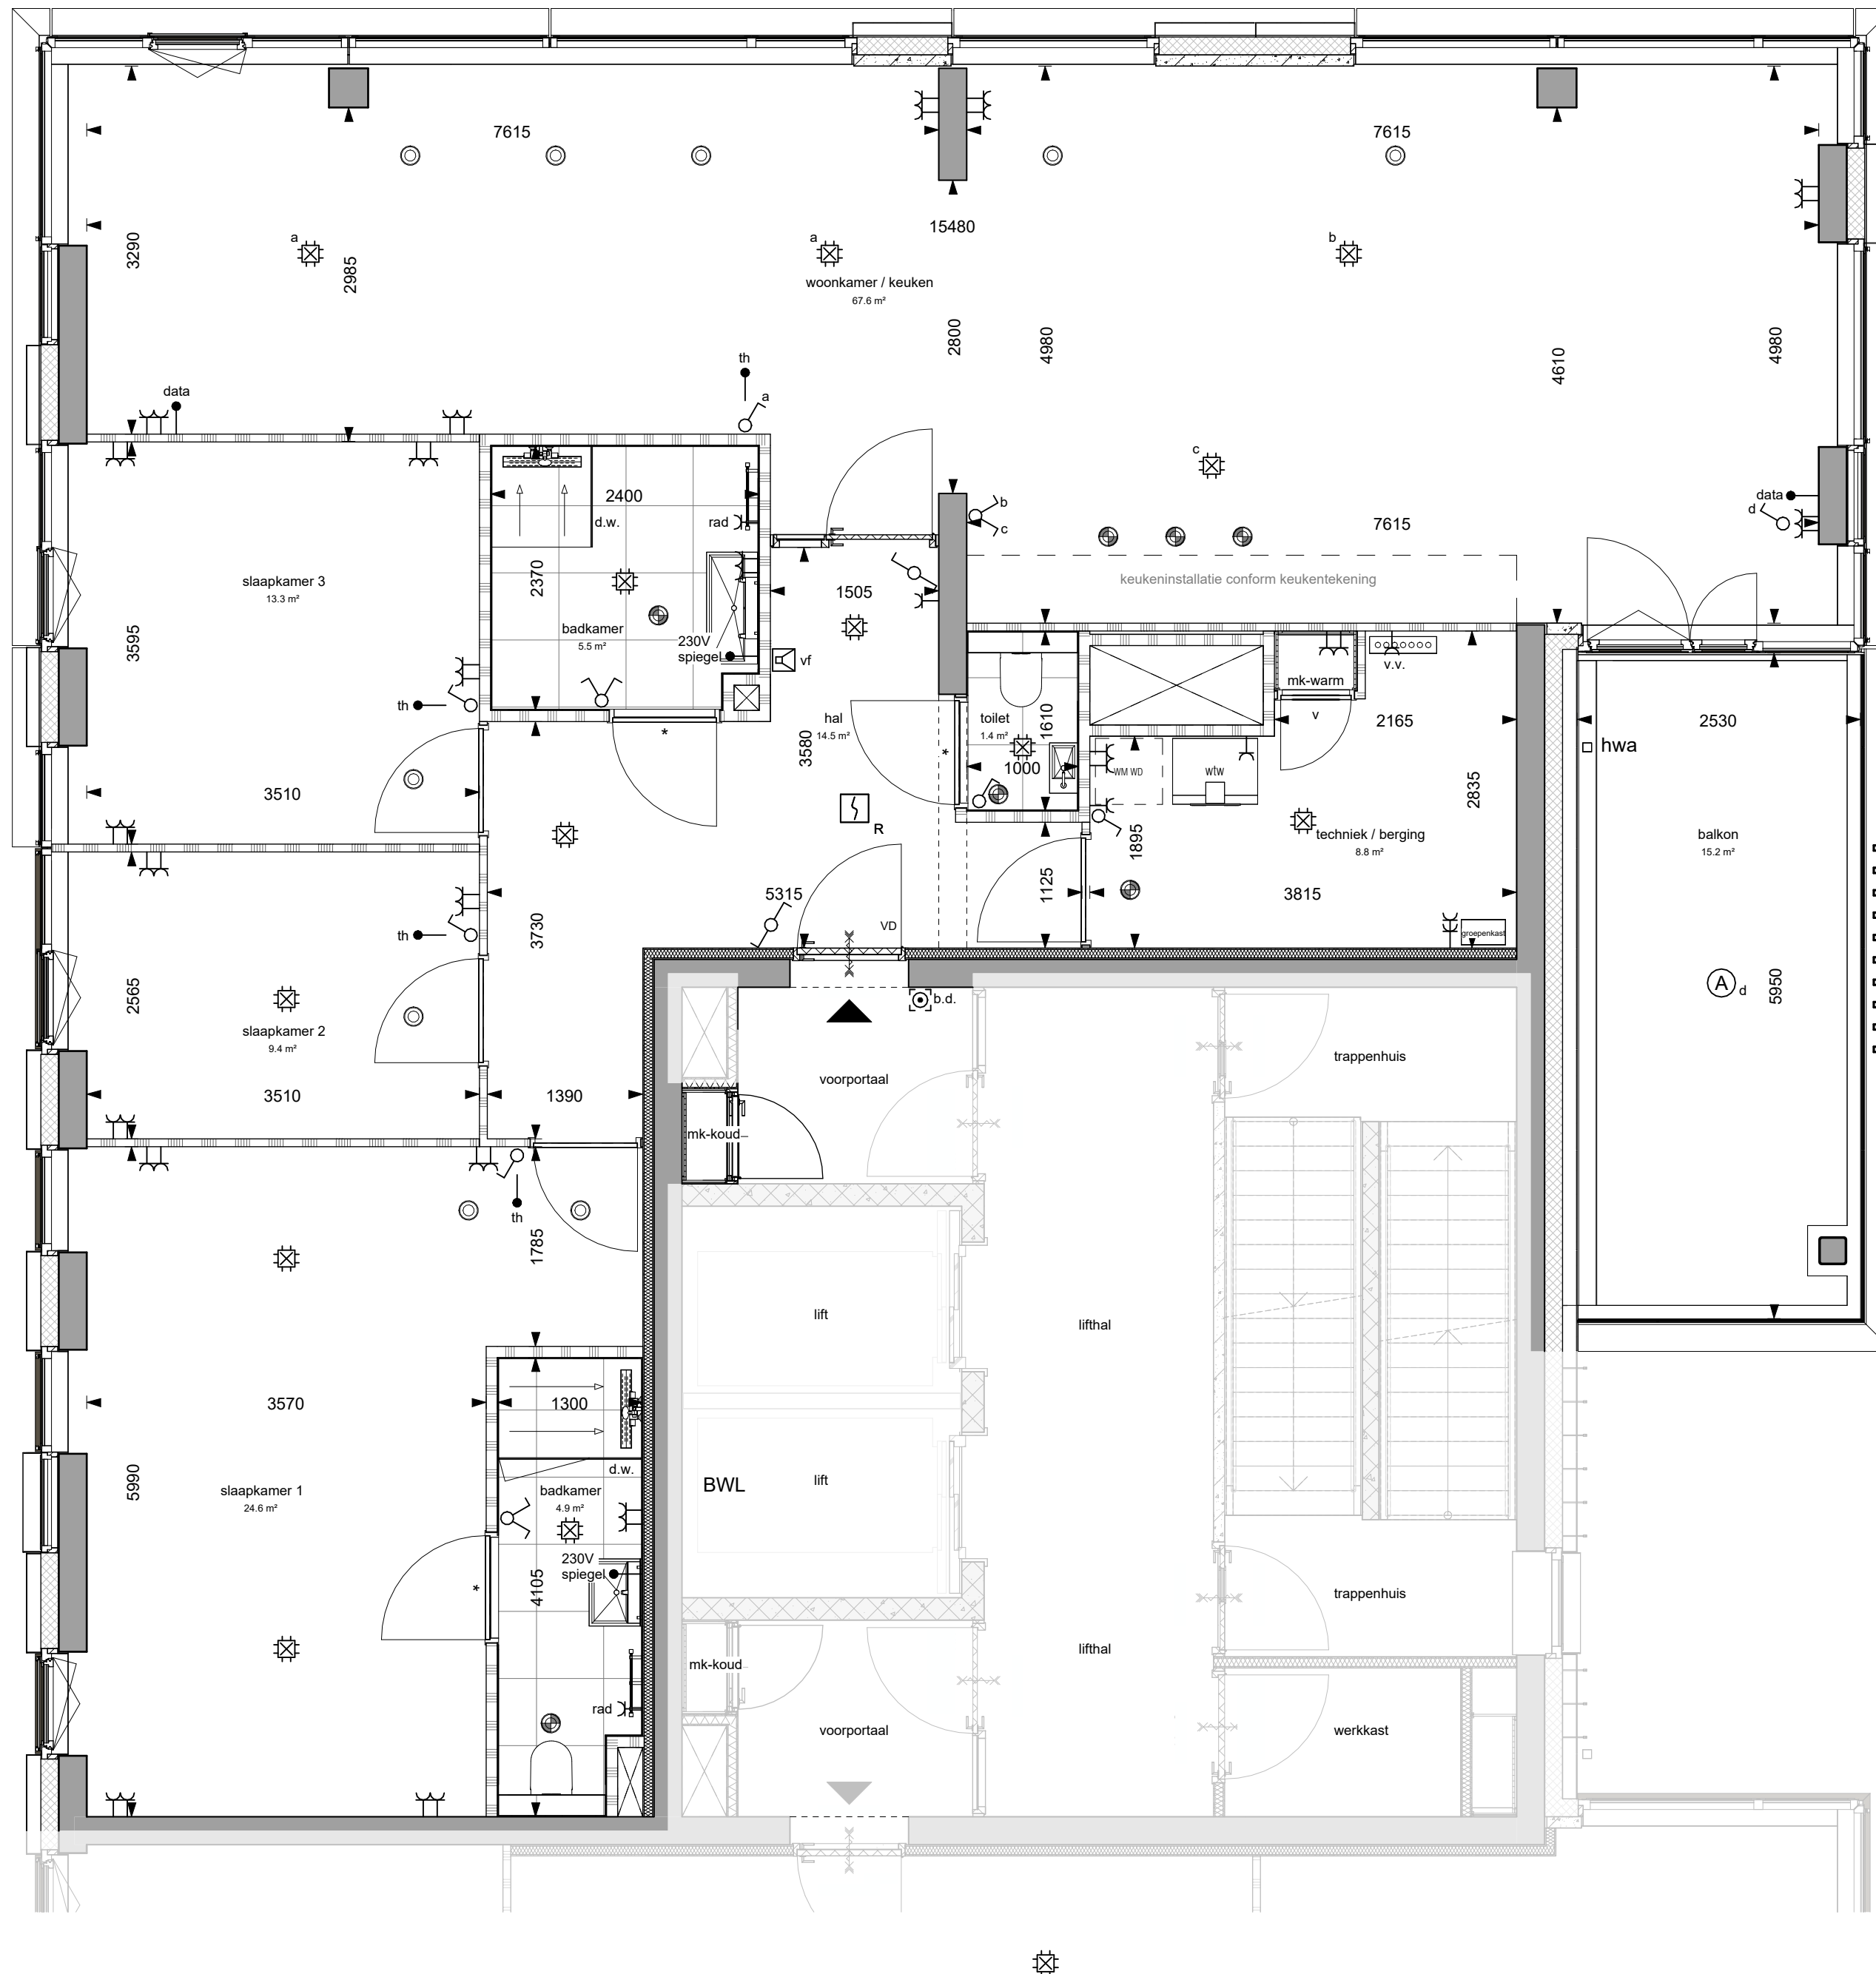 7615
7615
15480
a
a
b
3290
2985
woonkamer / keuken
67.6 m²
2800
4980
4610
4980
th
a
data
c
2400
d.w.
rad
b
c
data
d
7615
2370
slaapkamer 3
13.3 m²
1505
keukeninstallatie conform keukentekening
badkamer
5.5 m²
230V
spiegel
3595
vf
v.v.
mk-warm
th
*
hal
14.5 m²
toilet
1.4 m²
1610
v
2165
2530
hwa
3580
*
1000
WM WD
wtw
3510
2835
R
techniek / berging
8.8 m²
balkon
15.2 m²
1895
5315
1125
3815
3730
VD
groepenkast
th
2565
slaapkamer 2
9.4 m²
b.d.
A
d
5950
voorportaal
trappenhuis
3510
1390
mk-koud
th
1785
lift
lifthal
3570
1300
d.w.
5990
slaapkamer 1
24.6 m²
badkamer
4.9 m²
BWL
lift
230V
spiegel
*
4105
trappenhuis
lifthal
mk-koud
rad
voorportaal
werkkast